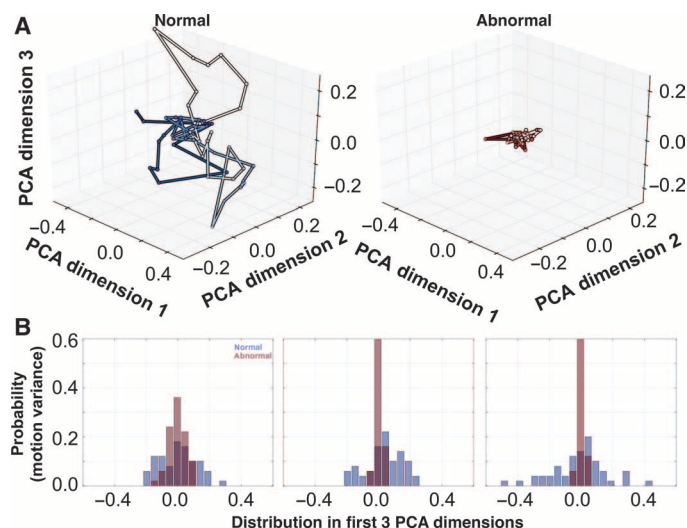 A
Normal
Abnormal
PCA dimension 3
0.2
0.0
−0.2
−0.4
0.0
0.4
PCA dimension 1
−0.2
0.0
0.2
PCA dimension 2
0.2
0.0
−0.2
−0.4
0.0
0.4
PCA dimension 1
−0.2
0.0
0.2
PCA dimension 2
B
Probability
(motion variance)
0.6
0.4
0.2
0.0
Normal
Abnormal
−0.4 0.0 0.4
−0.4 0.0 0.4
−0.4 0.0 0.4
Distribution in first 3 PCA dimensions